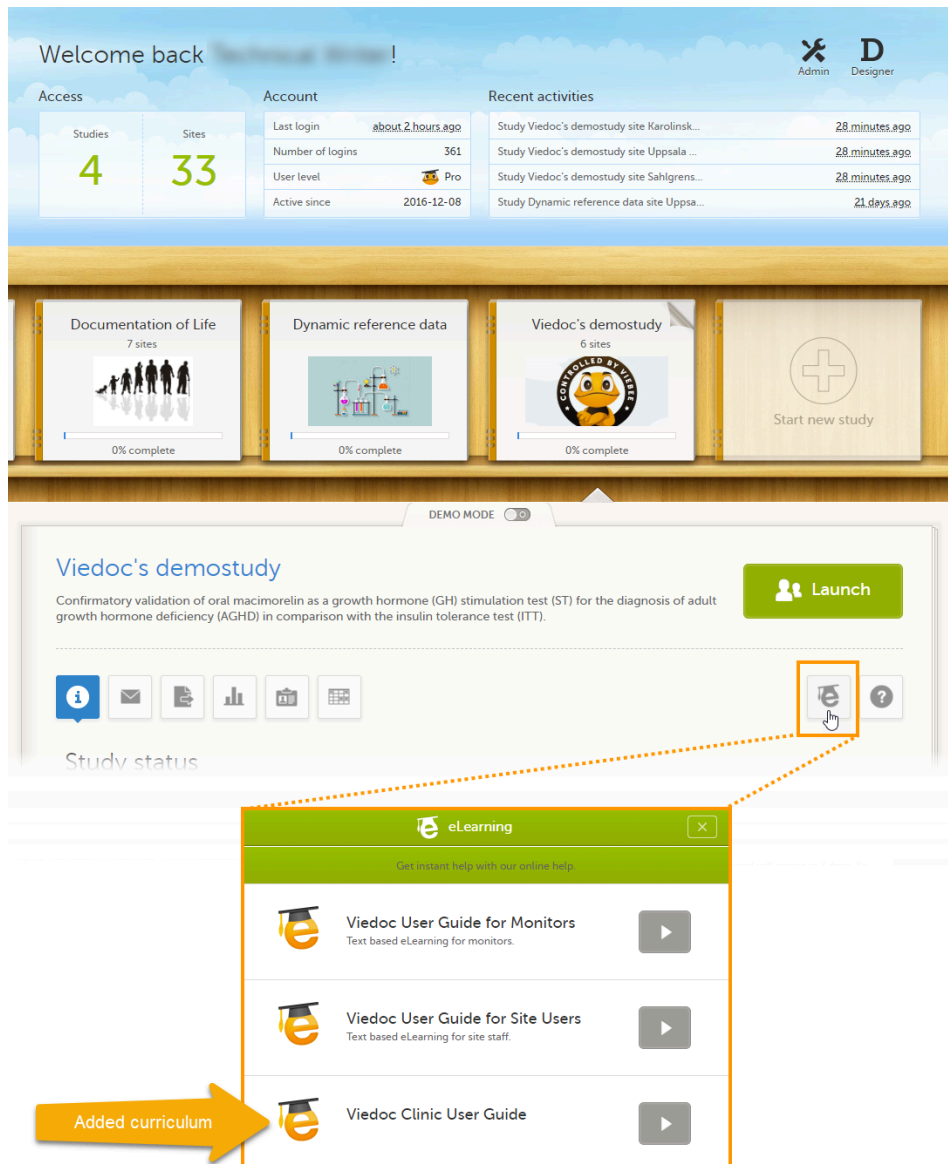 Welcome back !
Admin
D
Designer
Access
Account
Recent activities
Studies
Sites
4
33
Last login about 2 hours ago
Number of logins 361
User level Pro
Active since 2016-12-08
Study Viedoc's demostudy site Karolinsk... 28 minutes ago
Study Viedoc's demostudy site Uppsala ... 28 minutes ago
Study Viedoc's demostudy site Sahlgrens... 28 minutes ago
Study Dynamic reference data site Uppsa... 21 days ago
Documentation of Life
7 sites
0% complete
Dynamic reference data
0% complete
Viedoc's demostudy
6 sites
CONTROLLED BY VIEBEE
0% complete
Start new study
DEMO MODE
Viedoc's demostudy
Confirmatory validation of oral macimorelin as a growth hormone (GH) stimulation test (ST) for the diagnosis of adult
growth hormone deficiency (AGHD) in comparison with the insulin tolerance test (ITT).
Launch
Study status
eLearning
Get instant help with our online help.
Viedoc User Guide for Monitors
Text based eLearning for monitors.
Viedoc User Guide for Site Users
Text based eLearning for site staff.
Added curriculum
Viedoc Clinic User Guide